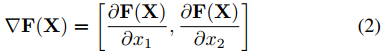 ∇F(X) = [ ∂F(X)/∂x₁ , ∂F(X)/∂x₂ ] (2)